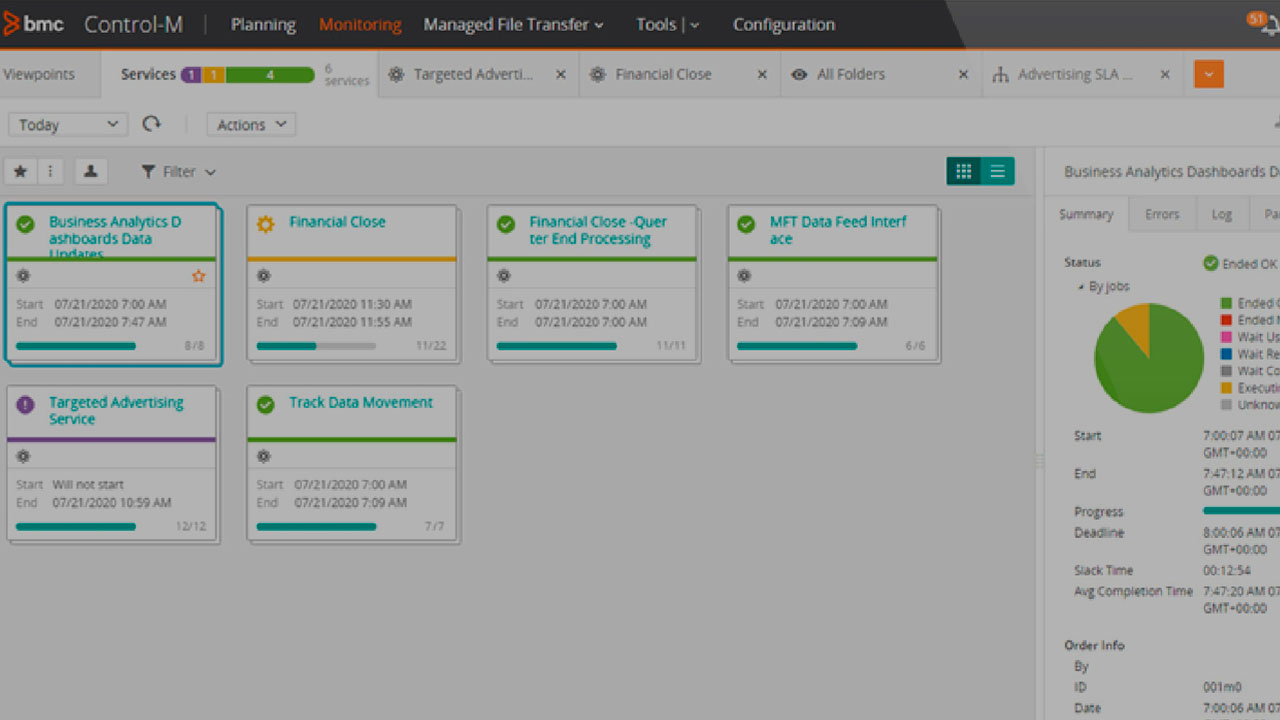 bmc Control-M Planning Monitoring Managed File Transfer Tools Configuration 51
Viewpoints Services 1 1 4 6 services Targeted Adverti... Financial Close All Folders Advertising SLA ...
Today Actions
Filter
Business Analytics D
ashboards Data
Updates
Start 07/21/2020 7:00 AM
End 07/21/2020 7:47 AM
8/8
Financial Close
Start 07/21/2020 11:30 AM
End 07/21/2020 11:55 AM
11/22
Financial Close -Quer
ter End Processing
Start 07/21/2020 7:00 AM
End 07/21/2020 7:00 AM
11/11
MFT Data Feed Interf
ace
Start 07/21/2020 7:00 AM
End 07/21/2020 7:09 AM
6/6
Targeted Advertising
Service
Start Will not start
End 07/21/2020 10:59 AM
12/12
Track Data Movement
Start 07/21/2020 7:00 AM
End 07/21/2020 7:09 AM
7/7
Business Analytics Dashboards D
Summary Errors Log Pa
Status Ended OK
By jobs
Ended
Ended
Wait Us
Wait Re
Wait Co
Executi
Unknow
Start 7:00:07 AM 07
GMT+00:00
End 7:47:12 AM 07
GMT+00:00
Progress
Deadline 8:00:06 AM 07
GMT+00:00
Slack Time 00:12:54
Avg Completion Time 7:47:20 AM 07
GMT+00:00
Order Info
By
ID 001m0
Date 7:00:06 AM 07